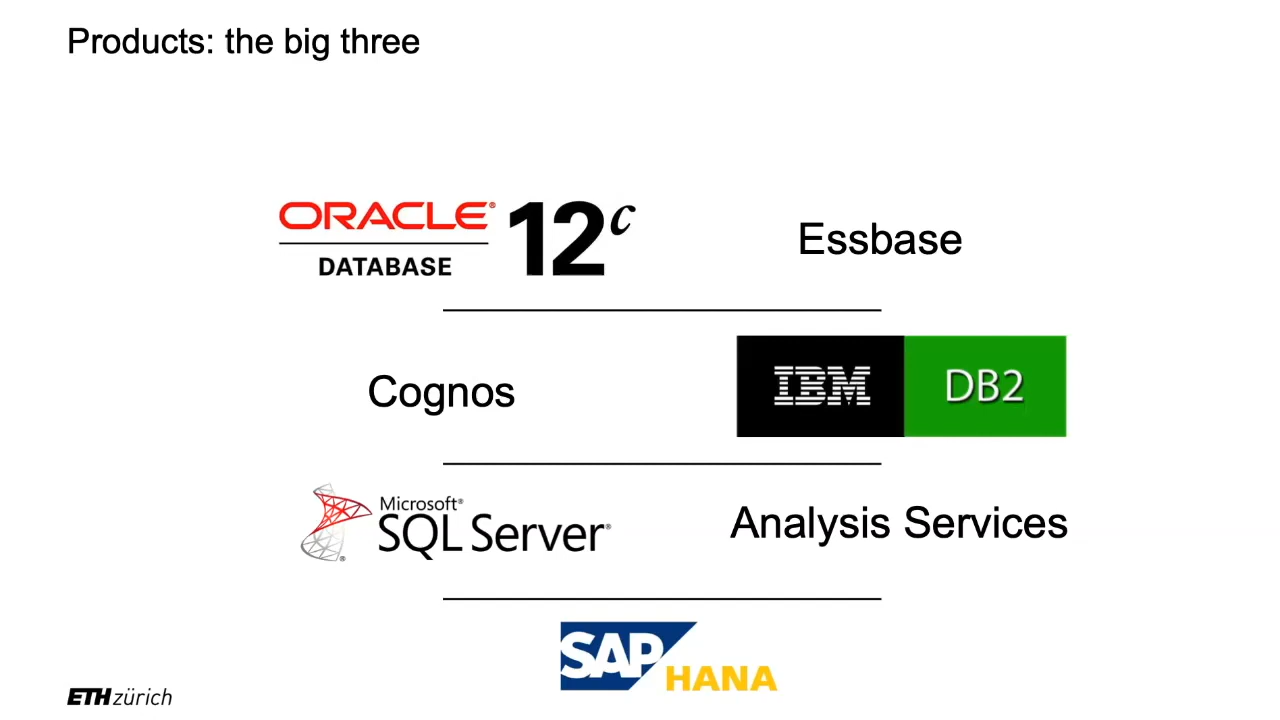 Products: the big three
ORACLE® 12c
DATABASE
Essbase
Cognos
IBM DB2
Microsoft®
SQL Server®
Analysis Services
SAP HANA
ETH zürich